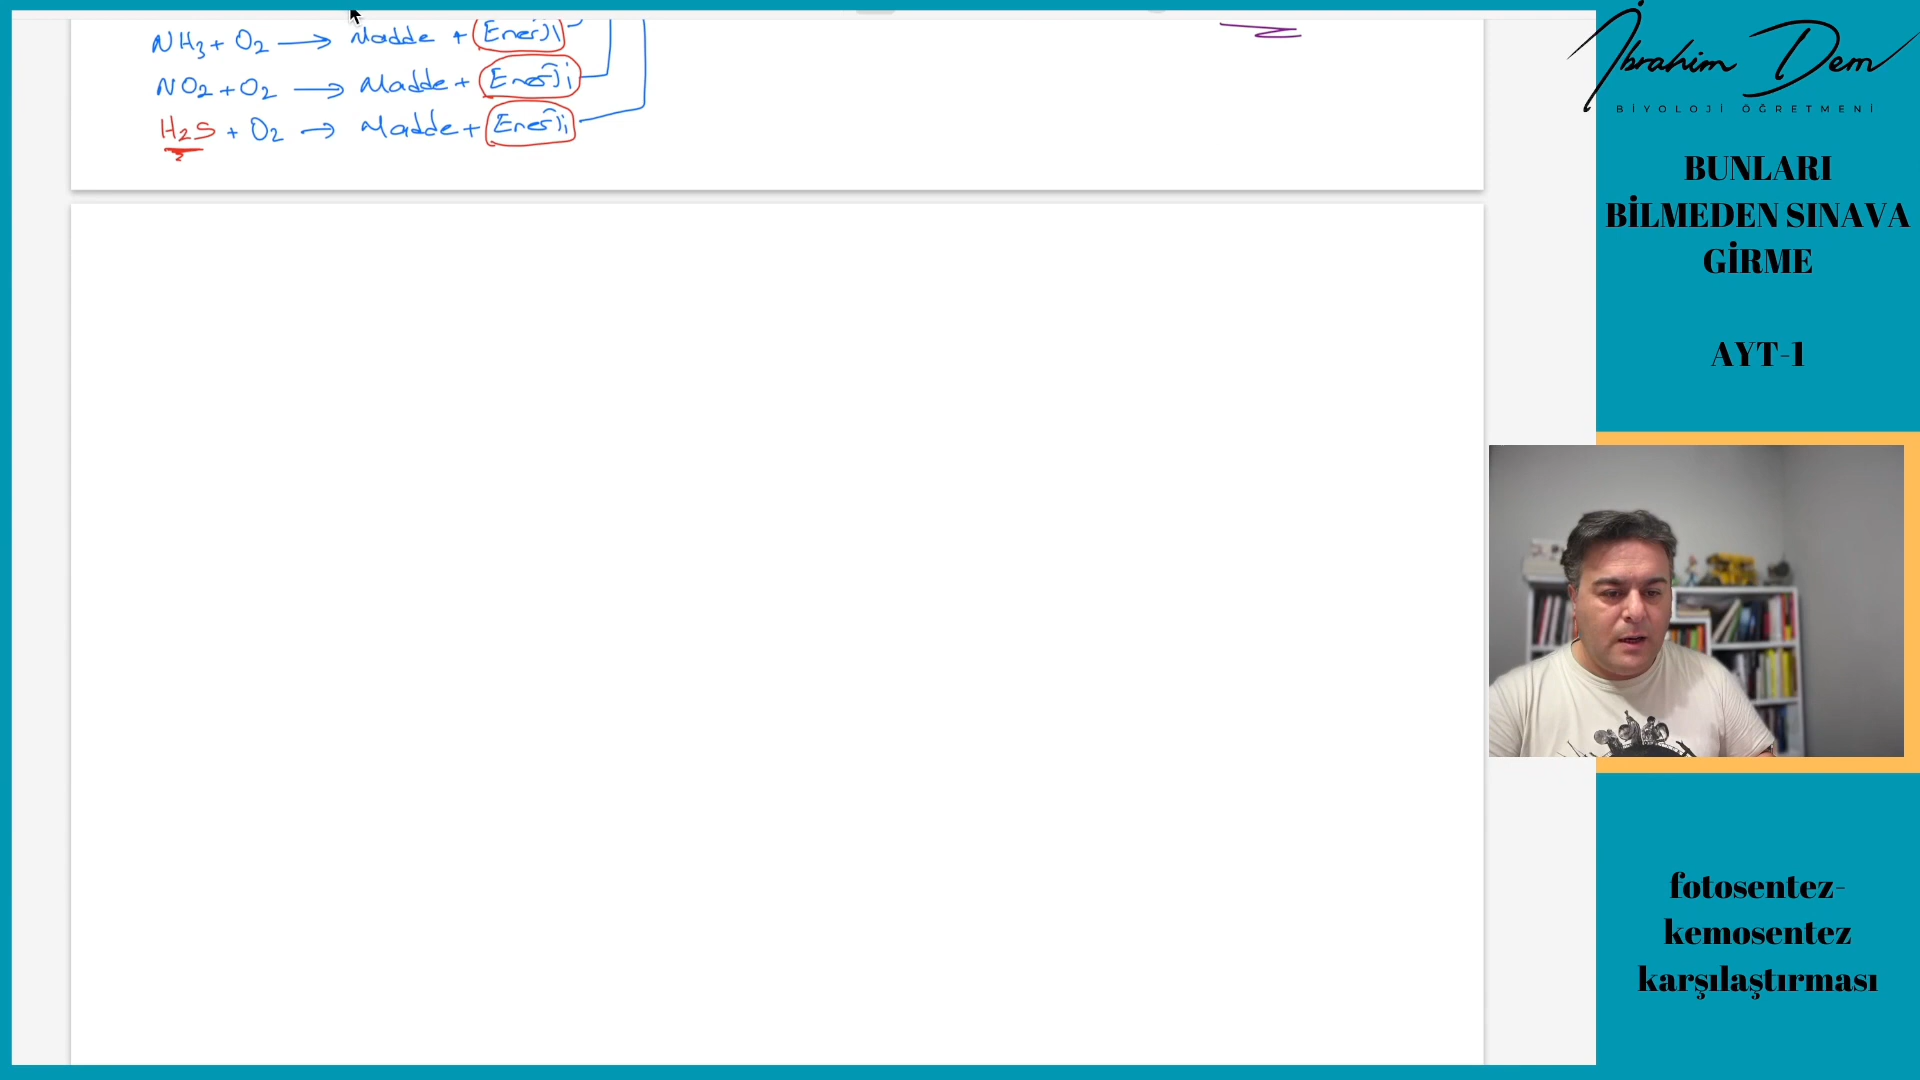 NH₃ + O₂ → Madde + Enerji
NO₂ + O₂ → Madde + Enerji
H₂S + O₂ → Madde + Enerji
İbrahim Dem
BİYOLOJİ ÖĞRETMENİ
BUNLARI
BİLMEDEN SINAVA
GİRME
AYT-1
fotosentez-
kemosentez
karşılaştırması